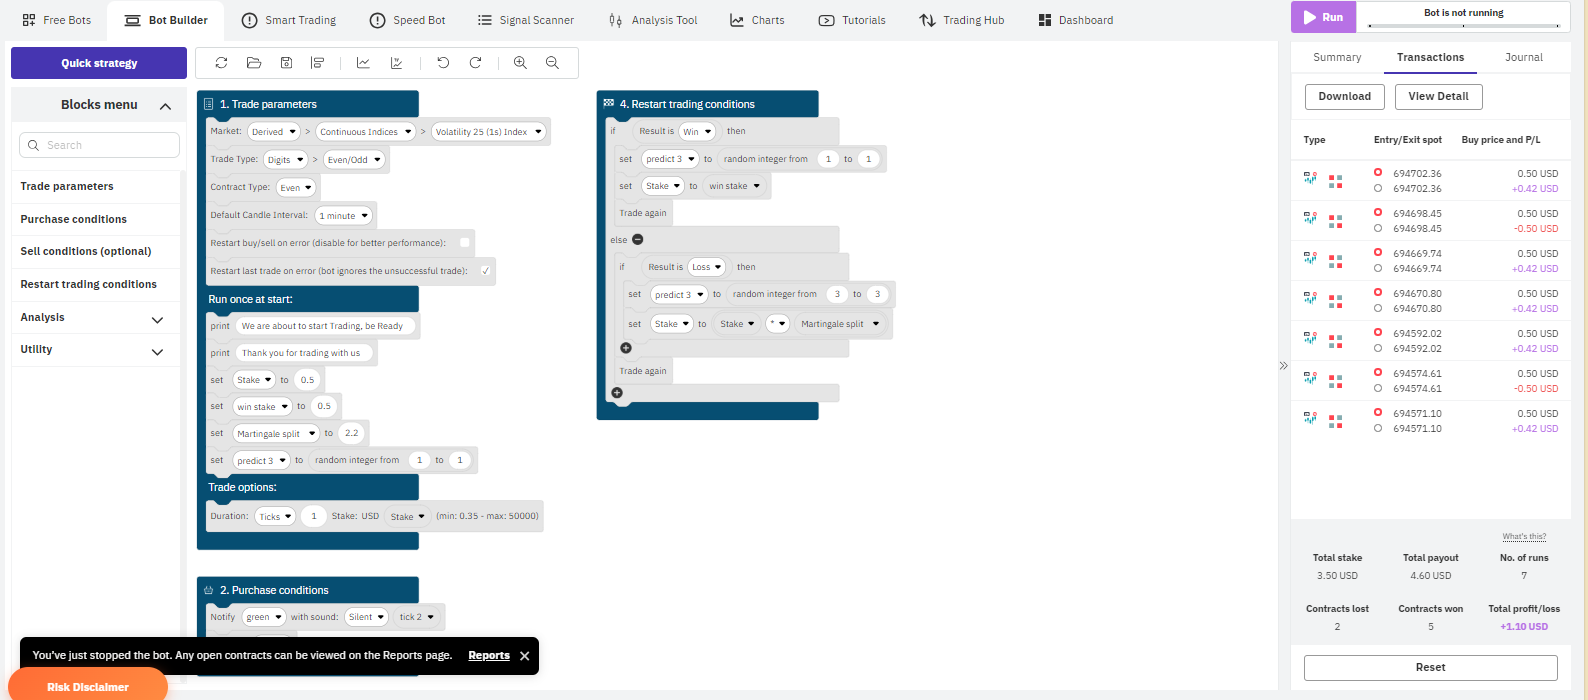 Free Bots
Bot Builder
Smart Trading
Speed Bot
Signal Scanner
Analysis Tool
Charts
Tutorials
Trading Hub
Dashboard
Run
Bot is not running
Quick strategy
Blocks menu
Search
Trade parameters
Purchase conditions
Sell conditions (optional)
Restart trading conditions
Analysis
Utility
1. Trade parameters
Market: Derived > Continuous Indices > Volatility 25 (1s) Index
Trade Type: Digits > Even/Odd
Contract Type: Even
Default Candle Interval: 1 minute
Restart buy/sell on error (disable for better performance):
Restart last trade on error (bot ignores the unsuccessful trade): ✓
Run once at start:
print We are about to start Trading, be Ready
print Thank you for trading with us
set Stake to 0.5
set win stake to 0.5
set Martingale split to 2.2
set predict 3 to random integer from 1 to 1
Trade options:
Duration: Ticks 1 Stake: USD Stake (min: 0.35 - max: 50000)
2. Purchase conditions
Notify green with sound: Silent tick 2
4. Restart trading conditions
if Result is Win then
set predict 3 to random integer from 1 to 1
set Stake to win stake
Trade again
else
if Result is Loss then
set predict 3 to random integer from 3 to 3
set Stake to Stake * Martingale split
Trade again
You've just stopped the bot. Any open contracts can be viewed on the Reports page. Reports
Risk Disclaimer
Summary
Transactions
Journal
Download
View Detail
Type Entry/Exit spot Buy price and P/L
694702.36 0.50 USD
694702.36 +0.42 USD
694698.45 0.50 USD
694698.45 -0.50 USD
694669.74 0.50 USD
694669.74 +0.42 USD
694670.80 0.50 USD
694670.80 +0.42 USD
694592.02 0.50 USD
694592.02 +0.42 USD
694574.61 0.50 USD
694574.61 -0.50 USD
694571.10 0.50 USD
694571.10 +0.42 USD
What's this?
Total stake Total payout No. of runs
3.50 USD 4.60 USD 7
Contracts lost Contracts won Total profit/loss
2 5 +1.10 USD
Reset